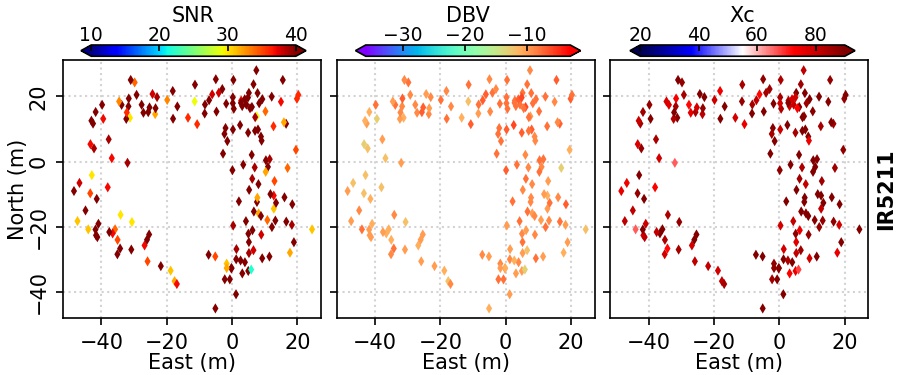 SNR DBV Xc
10 20 30 40 −30 −20 −10 20 40 60 80
20
0
−20
−40
North (m)
−40 −20 0 20 −40 −20 0 20 −40 −20 0 20
East (m) East (m) East (m)
IR5211